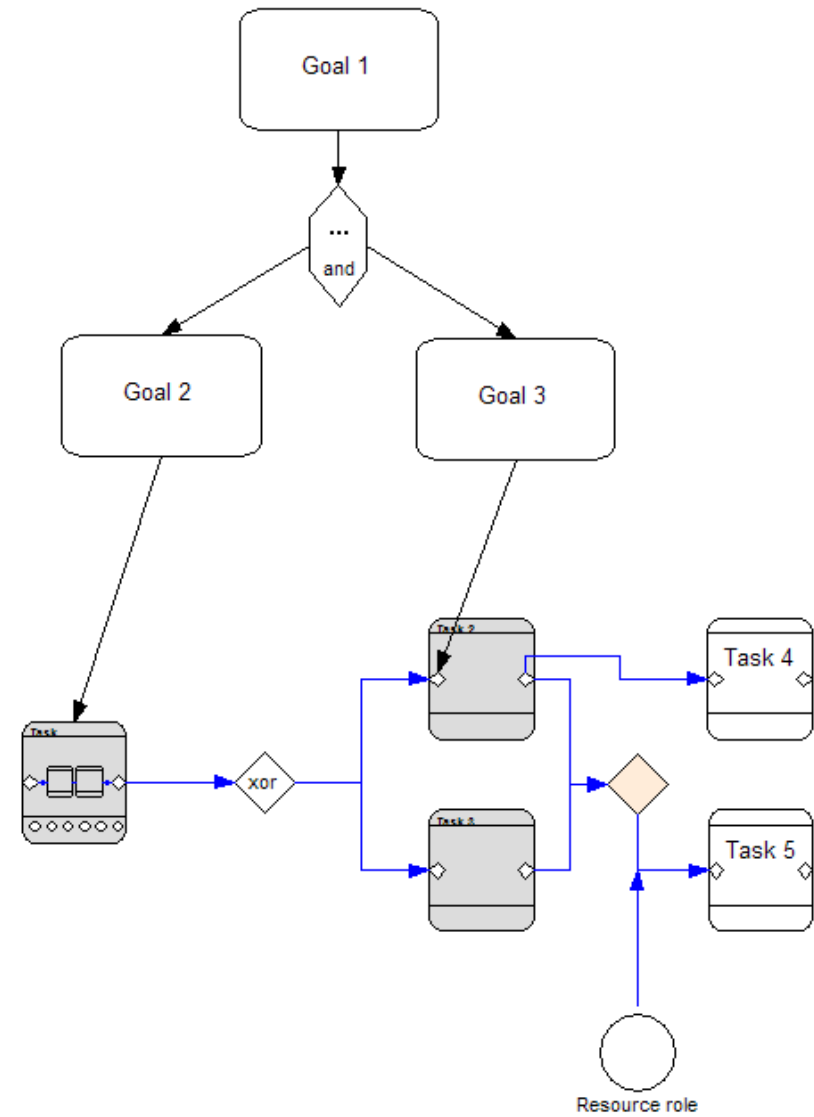 Goal 1
...
and
Goal 2
Goal 3
Task 2
Task 4
Task
xor
Task 3
Task 5
Resource role